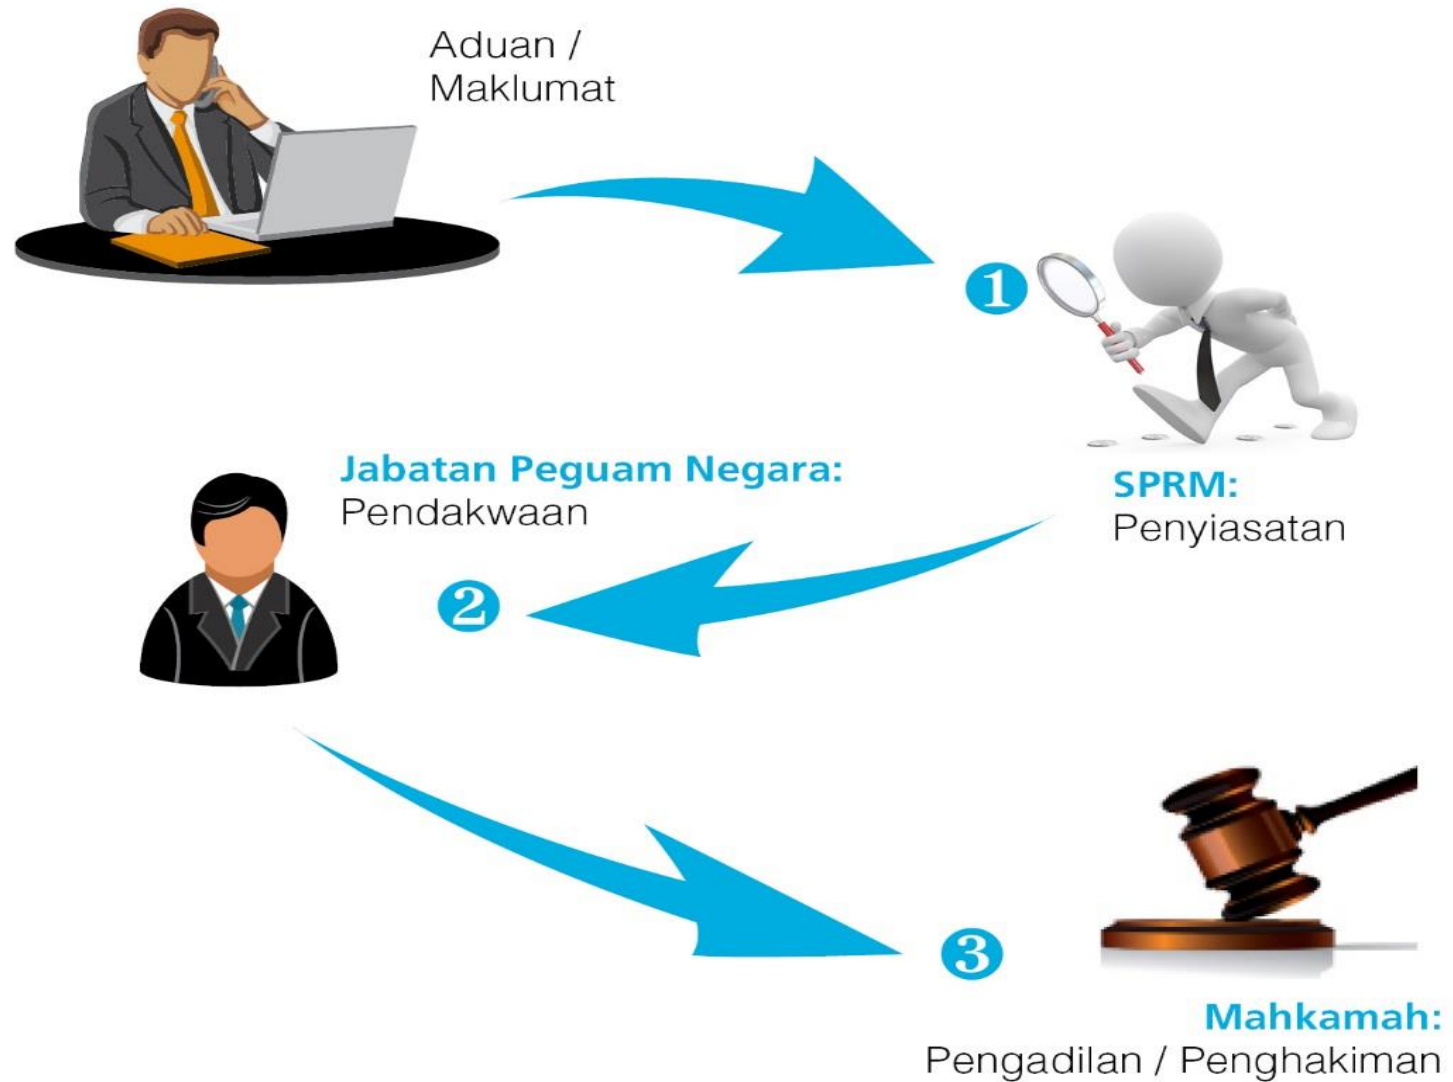 Aduan /
Maklumat
1
SPRM:
Penyiasatan
Jabatan Peguam Negara:
Pendakwaan
2
3
Mahkamah:
Pengadilan / Penghakiman